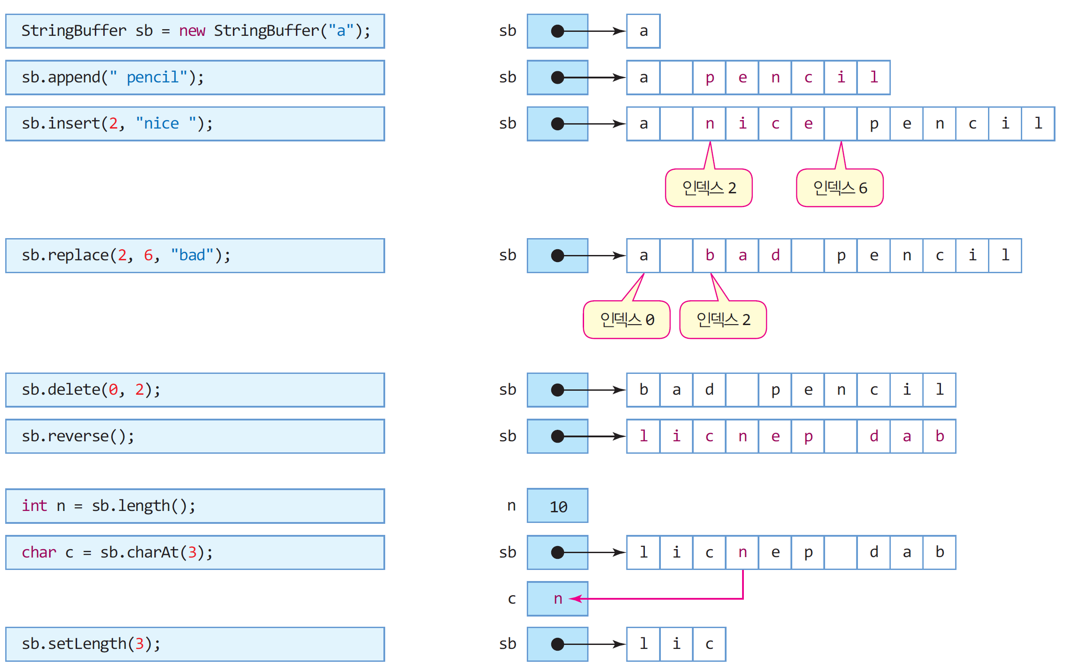 StringBuffer sb = new StringBuffer("a"); sb a
sb.append(" pencil"); sb a p e n c i l
sb.insert(2, "nice "); sb a n i c e p e n c i l
인덱스 2 인덱스 6
sb.replace(2, 6, "bad"); sb a b a d p e n c i l
인덱스 0 인덱스 2
sb.delete(0, 2); sb b a d p e n c i l
sb.reverse(); sb l i c n e p d a b
int n = sb.length(); n 10
char c = sb.charAt(3); sb l i c n e p d a b
c n
sb.setLength(3); sb l i c